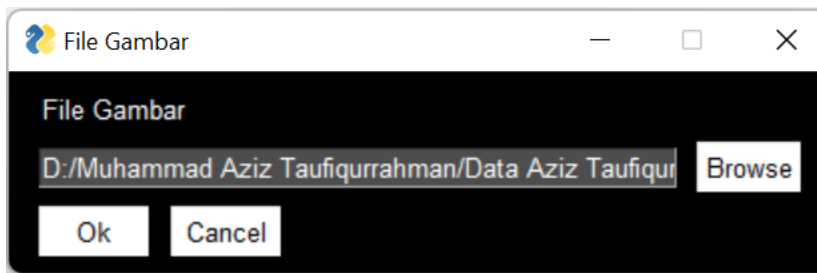 File Gambar
File Gambar
D:/Muhammad Aziz Taufiqurrahman/Data Aziz Taufiqur
Browse
Ok
Cancel